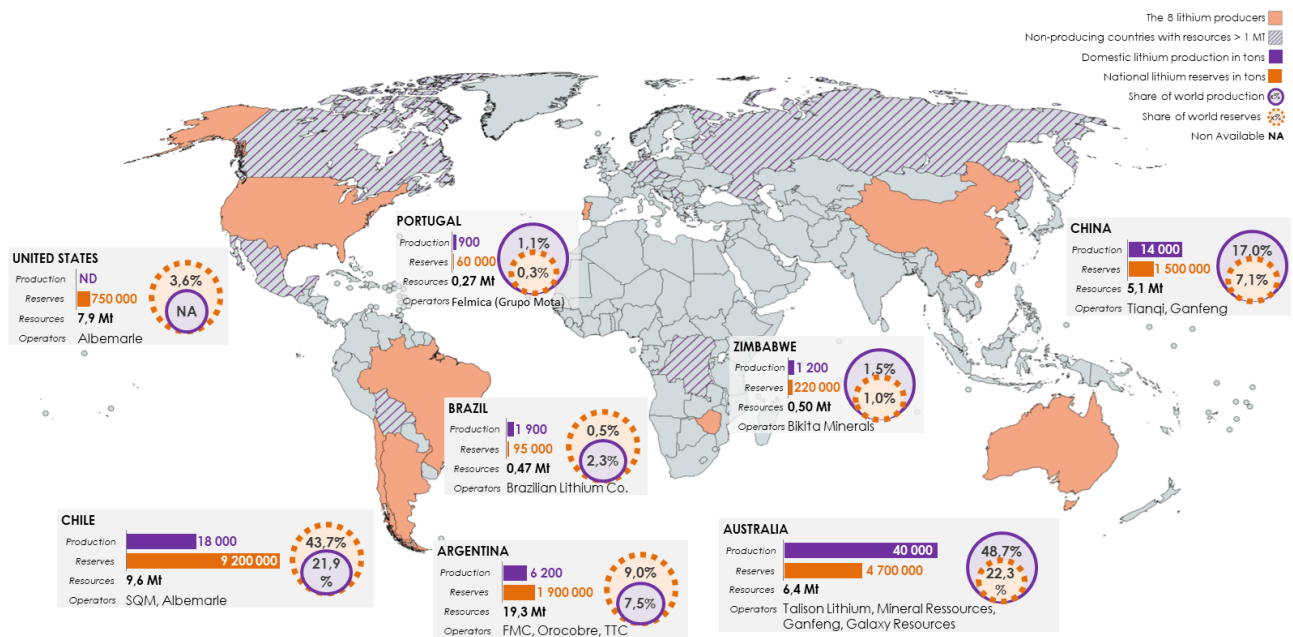 The 8 lithium producers
Non-producing countries with resources > 1 MT
Domestic lithium production in tons
National lithium reserves in tons
Share of world production x%
Share of world reserves x%
Non Available NA
UNITED STATES
Production ND
Reserves 750 000
Resources 7,9 Mt
Operators Albemarle
3,6%
NA
PORTUGAL
Production 900
Reserves 60 000
Resources 0,27 Mt
Operators Felmica (Grupo Mota)
1,1%
0,3%
CHINA
Production 14 000
Reserves 1 500 000
Resources 5,1 Mt
Operators Tianqi, Ganfeng
17,0%
7,1%
ZIMBABWE
Production 1 200
Reserves 220 000
Resources 0,50 Mt
Operators Bikita Minerals
1,5%
1,0%
BRAZIL
Production 1 900
Reserves 95 000
Resources 0,47 Mt
Operators Brazilian Lithium Co.
0,5%
2,3%
CHILE
Production 18 000
Reserves 9 200 000
Resources 9,6 Mt
Operators SQM, Albemarle
43,7%
21,9
%
ARGENTINA
Production 6 200
Reserves 1 900 000
Resources 19,3 Mt
Operators FMC, Orocobre, TTC
9,0%
7,5%
AUSTRALIA
Production 40 000
Reserves 4 700 000
Resources 6,4 Mt
Operators Talison Lithium, Mineral Ressources,
Ganfeng, Galaxy Resources
48,7%
22,3
%